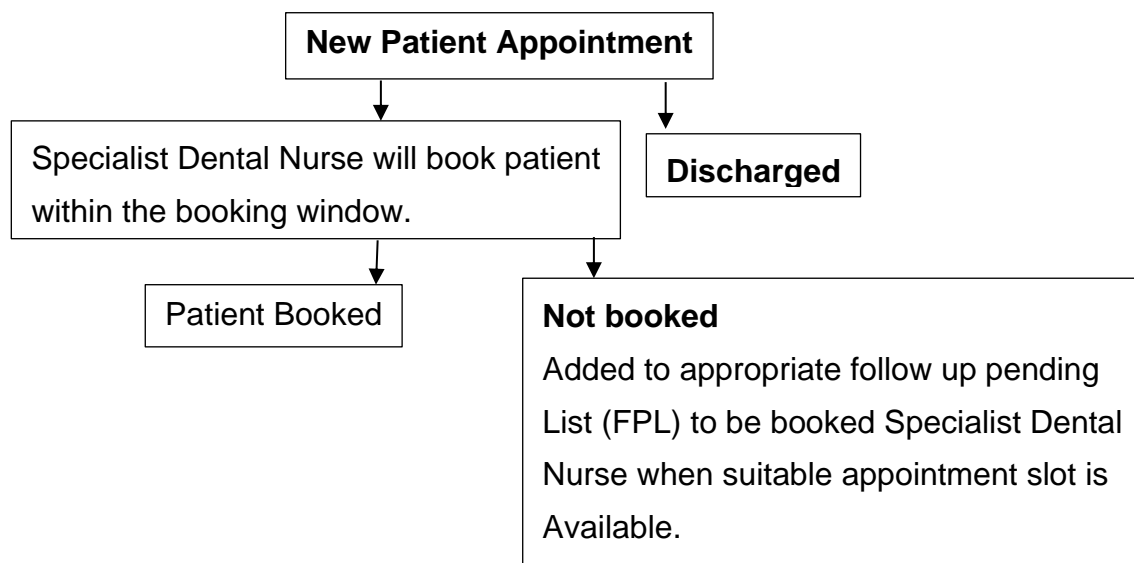 New Patient Appointment
Specialist Dental Nurse will book patient
within the booking window.
Discharged
Patient Booked
Not booked
Added to appropriate follow up pending
List (FPL) to be booked Specialist Dental
Nurse when suitable appointment slot is
Available.